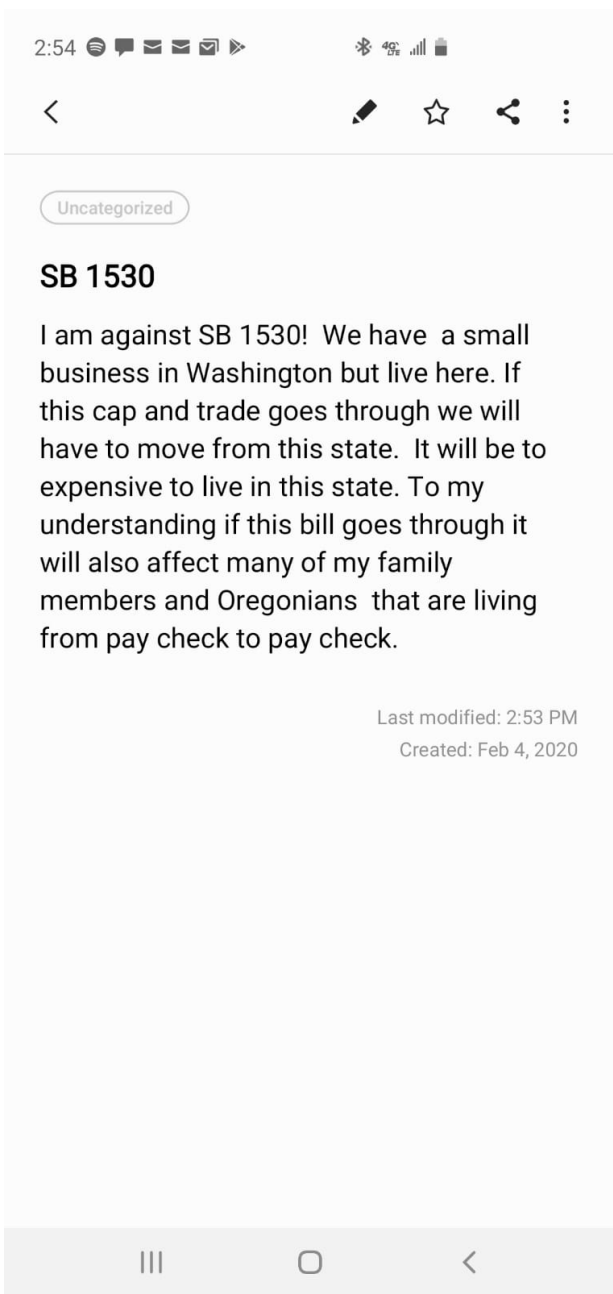 2:54
4G LTE
Uncategorized
SB 1530
I am against SB 1530!  We have  a small
business in Washington but live here. If
this cap and trade goes through we will
have to move from this state.  It will be to
expensive to live in this state. To my
understanding if this bill goes through it
will also affect many of my family
members and Oregonians  that are living
from pay check to pay check.
Last modified: 2:53 PM
Created: Feb 4, 2020